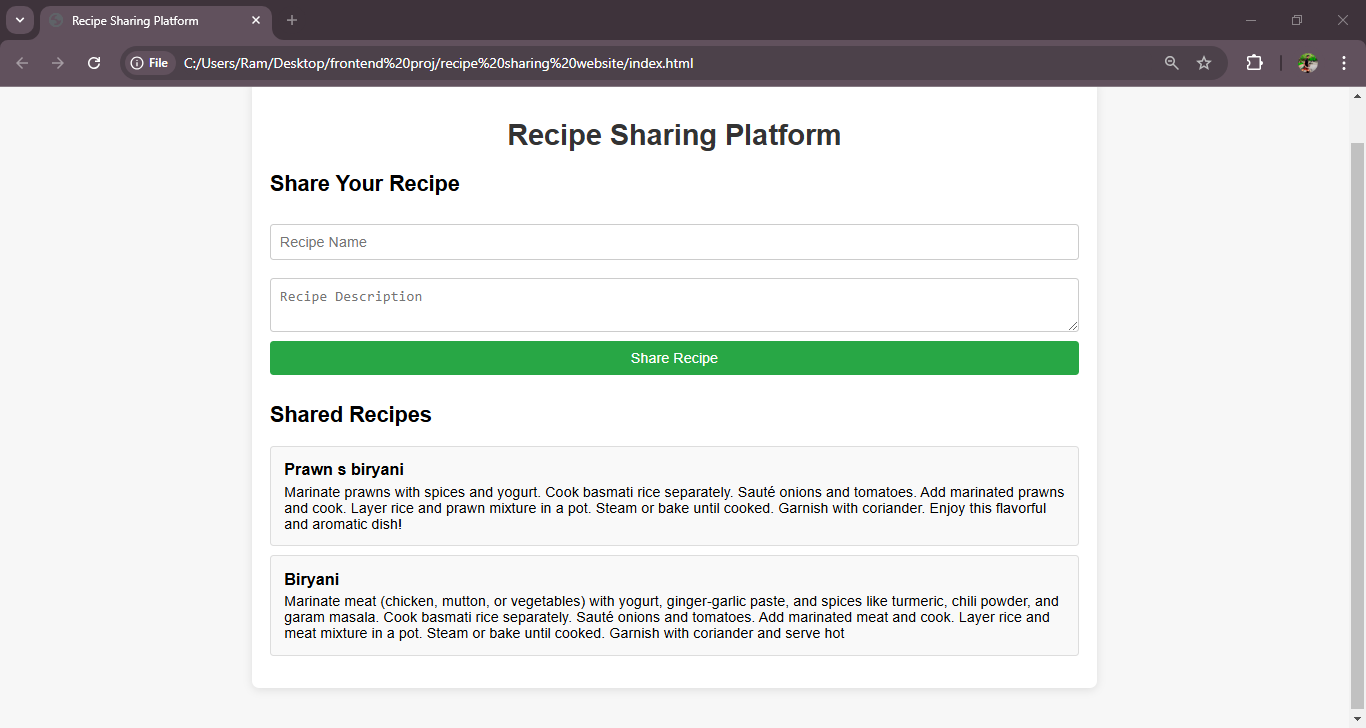 Recipe Sharing Platform
File
C:/Users/Ram/Desktop/frontend%20proj/recipe%20sharing%20website/index.html
Recipe Sharing Platform
Share Your Recipe
Recipe Name
Recipe Description
Share Recipe
Shared Recipes
Prawn s biryani
Marinate prawns with spices and yogurt. Cook basmati rice separately. Sauté onions and tomatoes. Add marinated prawns
and cook. Layer rice and prawn mixture in a pot. Steam or bake until cooked. Garnish with coriander. Enjoy this flavorful
and aromatic dish!
Biryani
Marinate meat (chicken, mutton, or vegetables) with yogurt, ginger-garlic paste, and spices like turmeric, chili powder, and
garam masala. Cook basmati rice separately. Sauté onions and tomatoes. Add marinated meat and cook. Layer rice and
meat mixture in a pot. Steam or bake until cooked. Garnish with coriander and serve hot